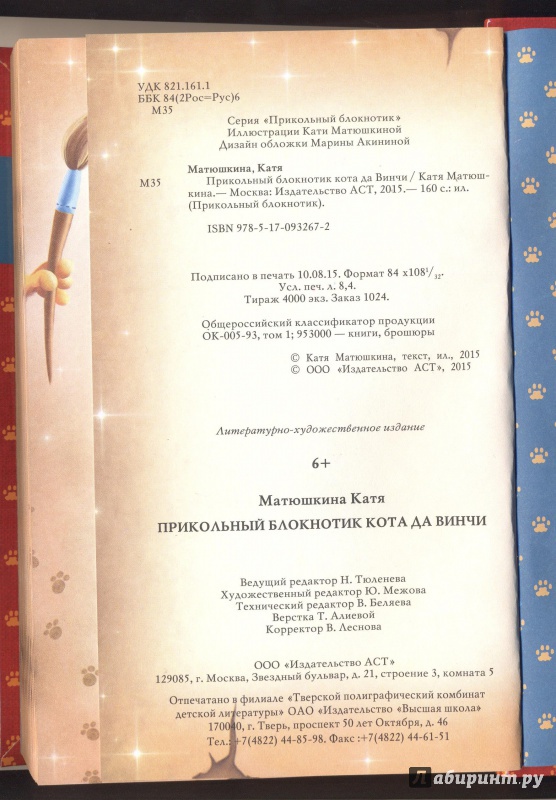 УДК 821.161.1
ББК 84(2Рос=Рус)6
М35
Серия «Прикольный блокнотик»
Иллюстрации Кати Матюшкиной
Дизайн обложки Марины Акининой
Матюшкина, Катя
М35 Прикольный блокнотик кота да Винчи / Катя Матюш-
кина.— Москва: Издательство АСТ, 2015.— 160 с.: ил.
(Прикольный блокнотик).
ISBN 978-5-17-093267-2
Подписано в печать 10.08.15. Формат 84 х108 1/32.
Усл. печ. л. 8,4.
Тираж 4000 экз. Заказ 1024.
Общероссийский классификатор продукции
ОК-005-93, том 1; 953000 — книги, брошюры
© Катя Матюшкина, текст, ил., 2015
© ООО «Издательство АСТ», 2015
Литературно-художественное издание
6+
Матюшкина Катя
ПРИКОЛЬНЫЙ БЛОКНОТИК КОТА ДА ВИНЧИ
Ведущий редактор Н. Тюленева
Художественный редактор Ю. Межова
Технический редактор В. Беляева
Верстка Т. Алиевой
Корректор В. Леснова
ООО «Издательство АСТ»
129085, г. Москва, Звездный бульвар, д. 21, строение 3, комната 5
Отпечатано в филиале «Тверской полиграфический комбинат
детской литературы» ОАО «Издательство «Высшая школа»
170040, г. Тверь, проспект 50 лет Октября, д. 46
Тел.: +7(4822) 44-85-98. Факс :+7(4822) 44-61-51
Лабиринт.ру